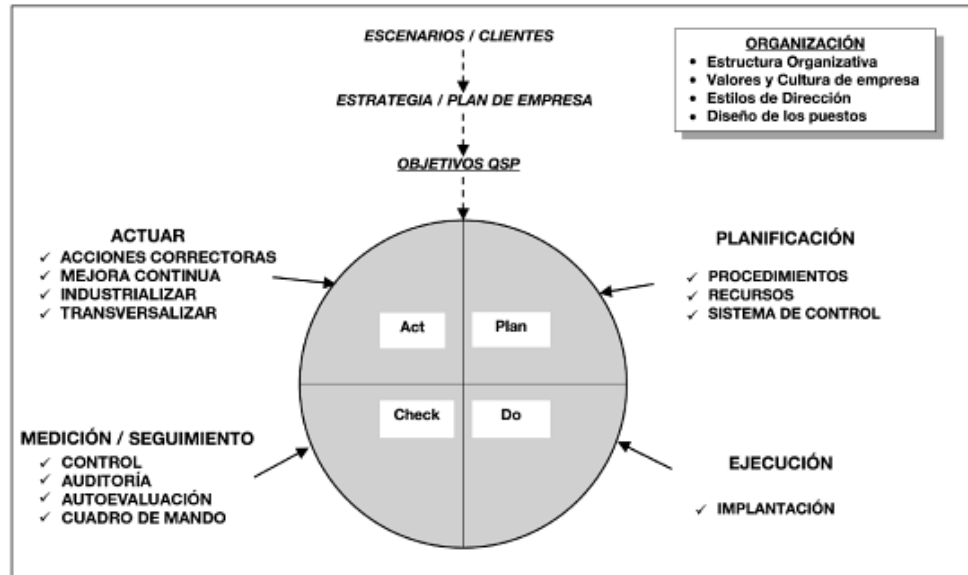 ESCENARIOS / CLIENTES
ESTRATEGIA / PLAN DE EMPRESA
OBJETIVOS QSP
ORGANIZACIÓN
• Estructura Organizativa
• Valores y Cultura de empresa
• Estilos de Dirección
• Diseño de los puestos
ACTUAR
✓ ACCIONES CORRECTORAS
✓ MEJORA CONTINUA
✓ INDUSTRIALIZAR
✓ TRANSVERSALIZAR
PLANIFICACIÓN
✓ PROCEDIMIENTOS
✓ RECURSOS
✓ SISTEMA DE CONTROL
Act
Plan
Check
Do
MEDICIÓN / SEGUIMIENTO
✓ CONTROL
✓ AUDITORÍA
✓ AUTOEVALUACIÓN
✓ CUADRO DE MANDO
EJECUCIÓN
✓ IMPLANTACIÓN